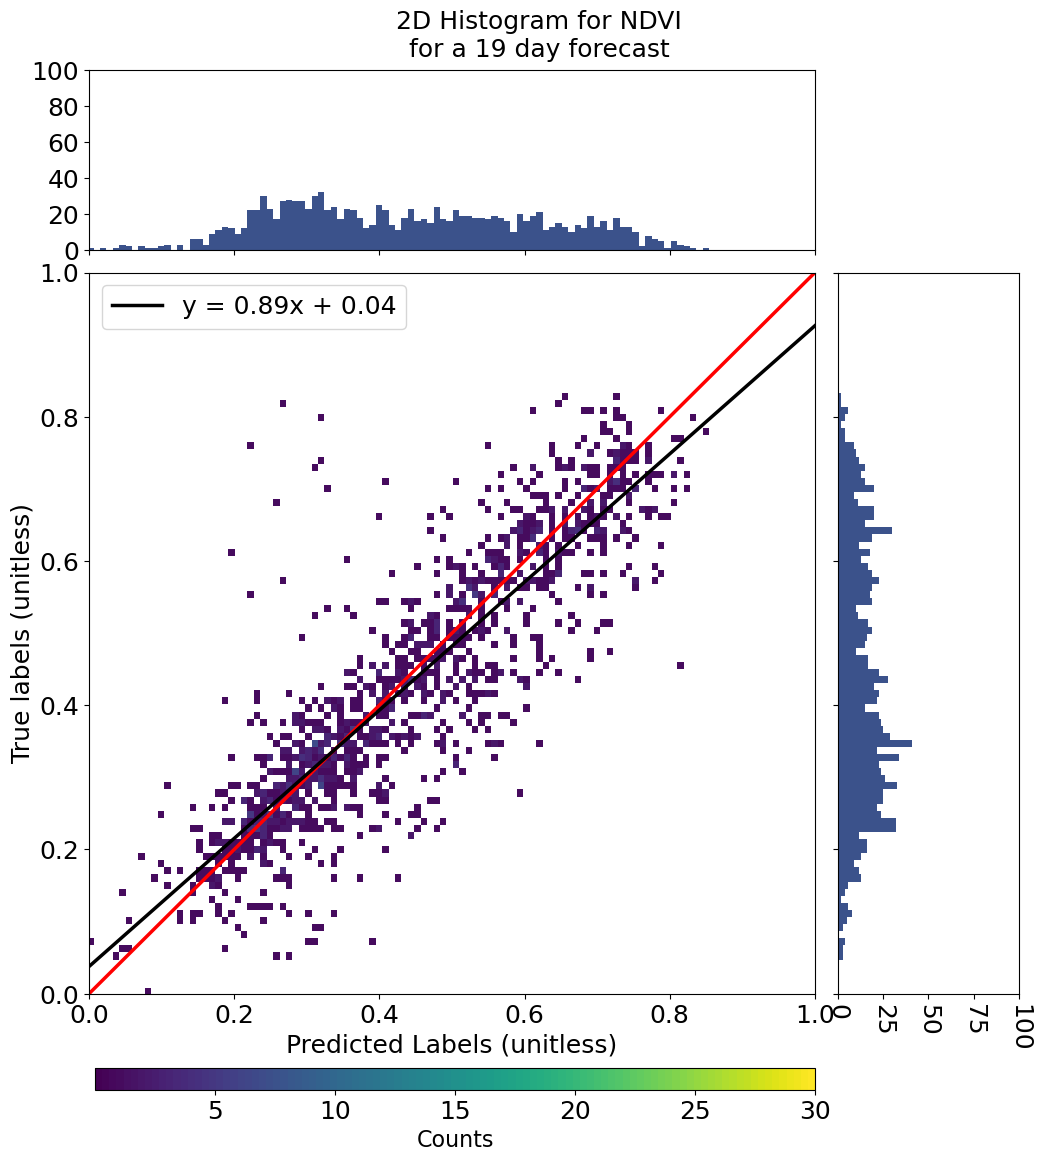 2D Histogram for NDVI
for a 19 day forecast
100
80
60
40
20
0
1.0
0.8
0.6
0.4
0.2
0.0
True labels (unitless)
y = 0.89x + 0.04
0.0 0.2 0.4 0.6 0.8 1.0
Predicted Labels (unitless)
0 25 50 75 100
5 10 15 20 25 30
Counts